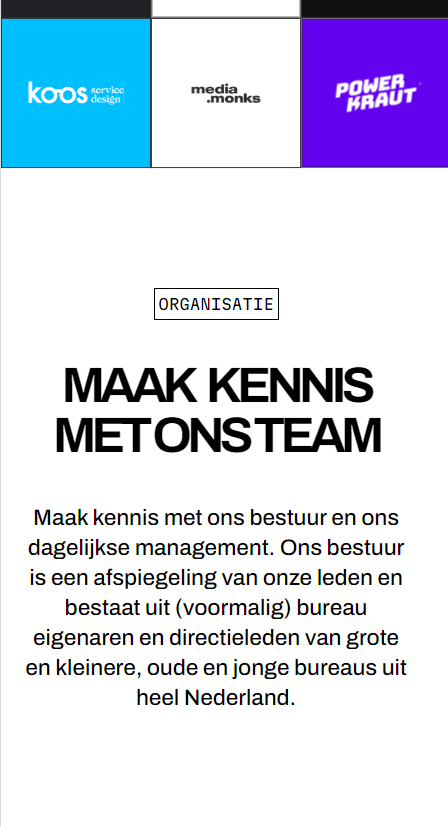 koos service design
media .monks
POWER KRAUT
ORGANISATIE
MAAK KENNIS
MET ONS TEAM
Maak kennis met ons bestuur en ons
dagelijkse management. Ons bestuur
is een afspiegeling van onze leden en
bestaat uit (voormalig) bureau
eigenaren en directieleden van grote
en kleinere, oude en jonge bureaus uit
heel Nederland.